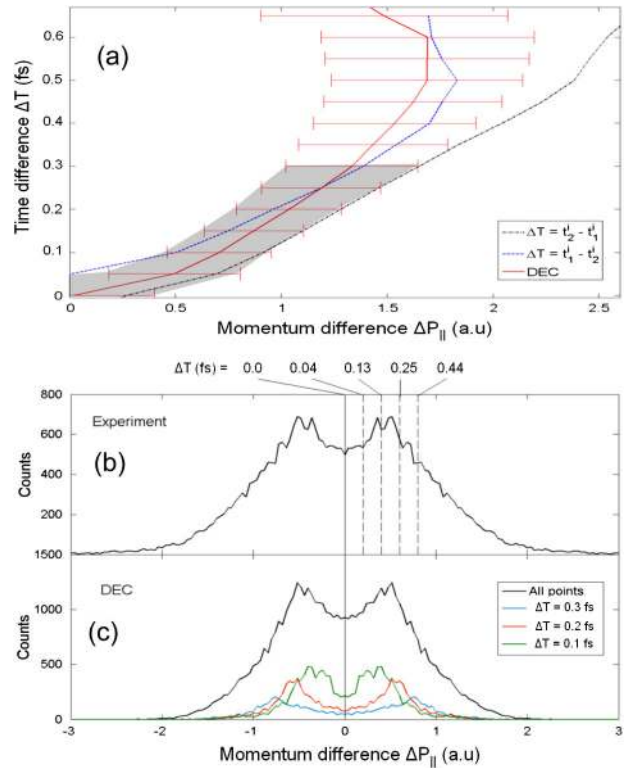 (a)
Time difference ΔT (fs)
0.6
0.5
0.4
0.3
0.2
0.1
0
ΔT = t₂ⁱ - t₁ⁱ
ΔT = t₁ⁱ - t₂ⁱ
DEC
0 0.5 1 1.5 2 2.5
Momentum difference ΔP|| (a.u)
ΔT (fs) = 0.0 0.04 0.13 0.25 0.44
800
Experiment
600
(b)
Counts
400
200
1500
DEC
All points
ΔT = 0.3 fs
ΔT = 0.2 fs
ΔT = 0.1 fs
1000
(c)
Counts
500
0
-3 -2 -1 0 1 2 3
Momentum difference ΔP|| (a.u)